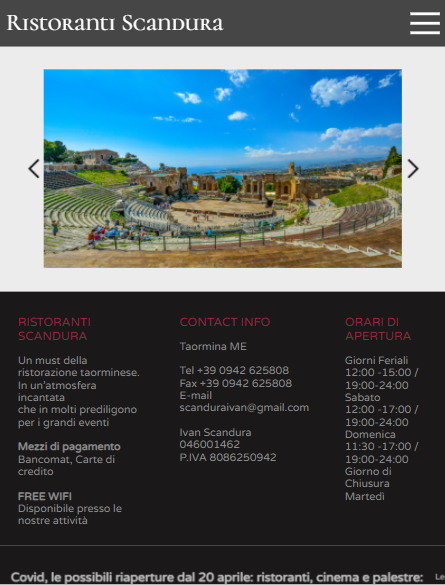 Ristoranti Scandura
RISTORANTI
SCANDURA
Un must della
ristorazione taorminese.
In un'atmosfera
incantata
che in molti prediligono
per i grandi eventi
Mezzi di pagamento
Bancomat, Carte di
credito
FREE WIFI
Disponibile presso le
nostre attività
CONTACT INFO
Taormina ME
Tel +39 0942 625808
Fax +39 0942 625808
E-mail
scanduraivan@gmail.com
Ivan Scandura
046001462
P.IVA 8086250942
ORARI DI
APERTURA
Giorni Feriali
12:00 -15:00 /
19:00-24:00
Sabato
12:00 -17:00 /
19:00-24:00
Domenica
11:30 -17:00 /
19:00-24:00
Giorno di
Chiusura
Martedì
Covid, le possibili riaperture dal 20 aprile: ristoranti, cinema e palestre: Le